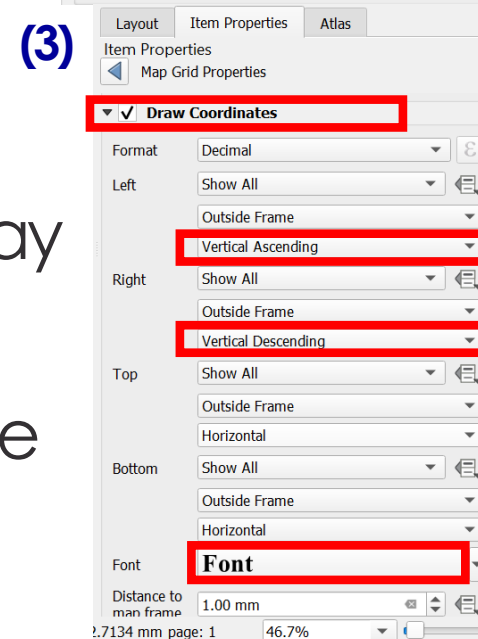 Layout Item Properties Atlas
(3)
Item Properties
Map Grid Properties
Draw Coordinates
Format Decimal ε
Left Show All
Outside Frame
ay
Vertical Ascending
Right Show All
Outside Frame
Vertical Descending
Top Show All
Outside Frame
e
Horizontal
Bottom Show All
Outside Frame
Horizontal
Font Font
Distance to
map frame 1.00 mm
2.7134 mm page: 1 46.7%